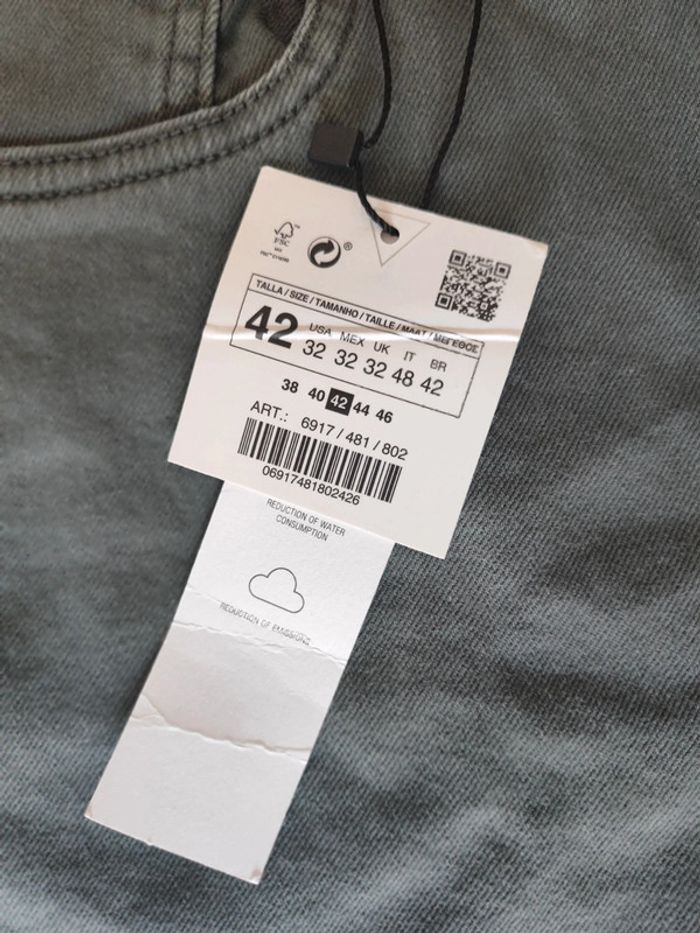 FSC
®
TALLA / SIZE / TAMANHO / TAILLE / MAAT / ΜΕΓΕΘΟΣ
42
USA MEX UK IT BR
32 32 32 48 42
38 40 42 44 46
ART.: 6917 / 481 / 802
06917481802426
REDUCTION OF WATER
CONSUMPTION
REDUCTION OF EMISSIONS